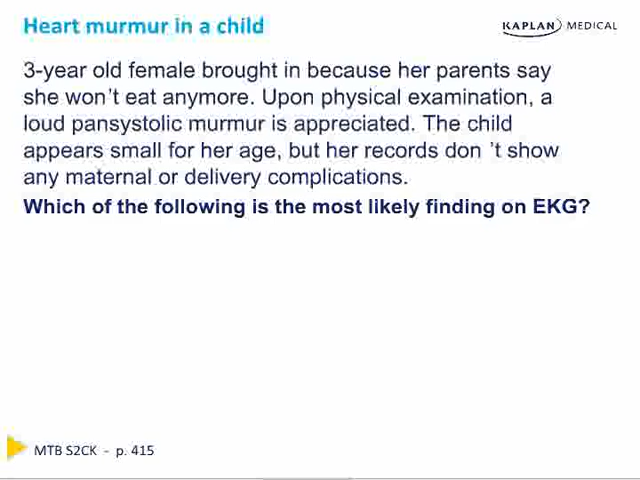 Heart murmur in a child
KAPLAN MEDICAL
3-year old female brought in because her parents say
she won't eat anymore. Upon physical examination, a
loud pansystolic murmur is appreciated. The child
appears small for her age, but her records don 't show
any maternal or delivery complications.
Which of the following is the most likely finding on EKG?
MTB S2CK - p. 415